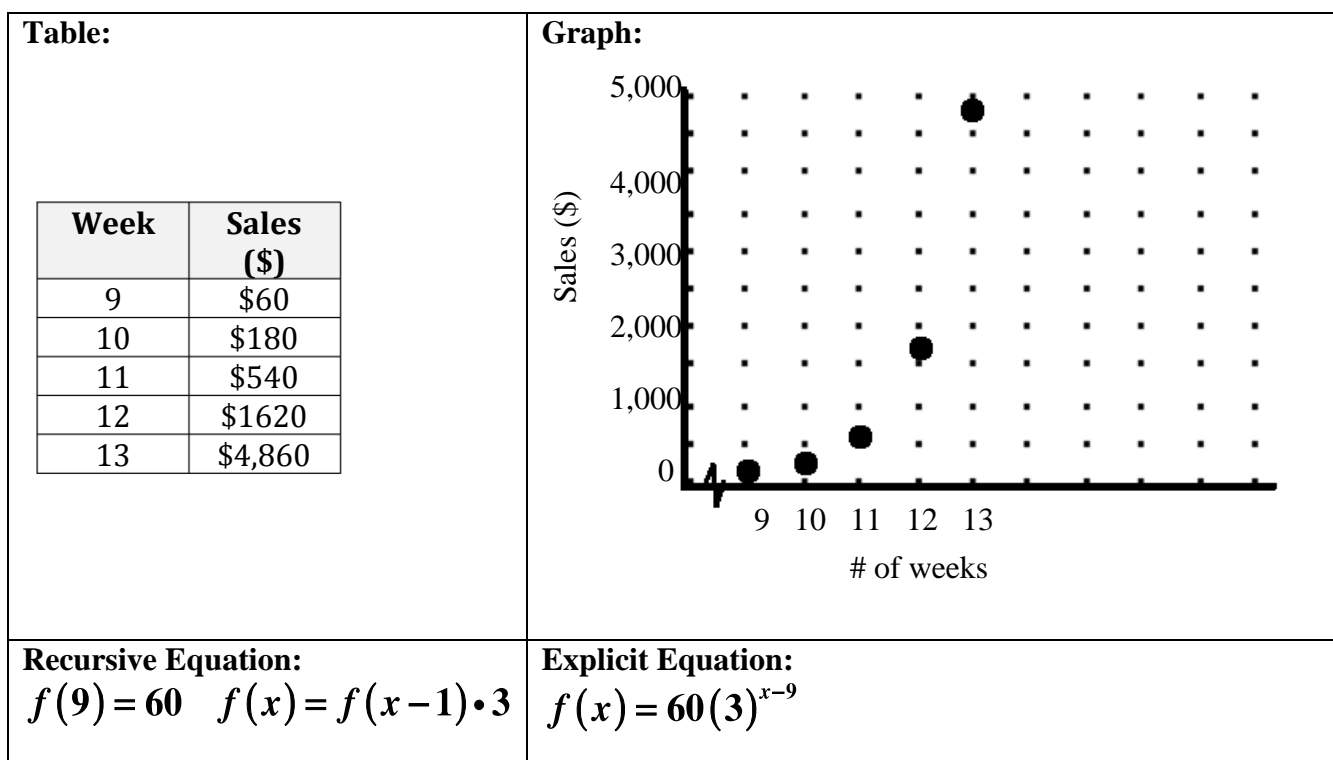 Table:
Week Sales
($)
9 $60
10 $180
11 $540
12 $1620
13 $4,860
Graph:
5,000
4,000
3,000
2,000
1,000
0
Sales ($)
9 10 11 12 13
# of weeks
Recursive Equation:
f(9)=60 f(x)=f(x−1)•3
Explicit Equation:
f(x)=60(3)^{x−9}